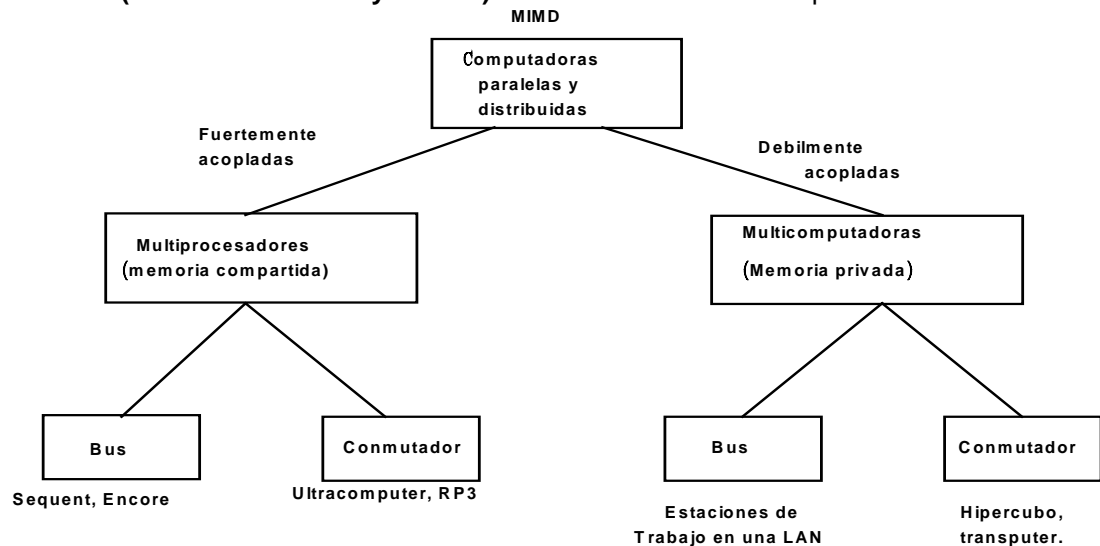 MIMD
Computadoras
paralelas y
distribuidas
Fuertemente
acopladas
Debilmente
acopladas
Multiprocesadores
(memoria compartida)
Multicomputadoras
(Memoria privada)
Bus
Conmutador
Bus
Conmutador
Sequent, Encore
Ultracomputer, RP3
Estaciones de
Trabajo en una LAN
Hipercubo,
transputer.